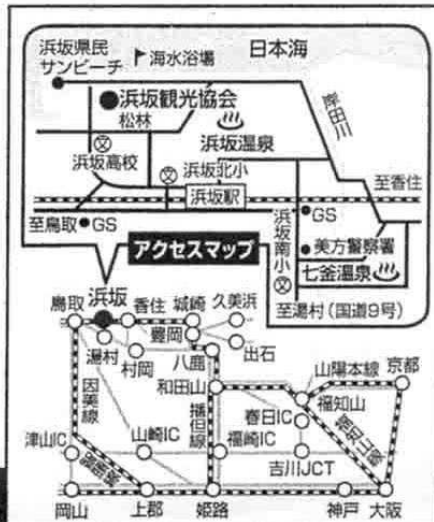 浜坂県民
サンビーチ
海水浴場
日本海
浜坂観光協会
松林
岸田川
浜坂高校
文
浜坂温泉
浜坂北小
文
浜坂駅
至香住
至鳥取
GS
GS
浜坂南小
文
美方警察署
七釜温泉
至湯村(国道9号)
アクセスマップ
鳥取
浜坂
香住
城崎
久美浜
豊岡
出石
湯村
村岡
八鹿
因美線
和田山
播但線
山陽本線
京都
福知山
春日IC
福知山線
津山IC
山崎IC
福崎IC
吉川JCT
岡山
上郡
姫路
神戸
大阪